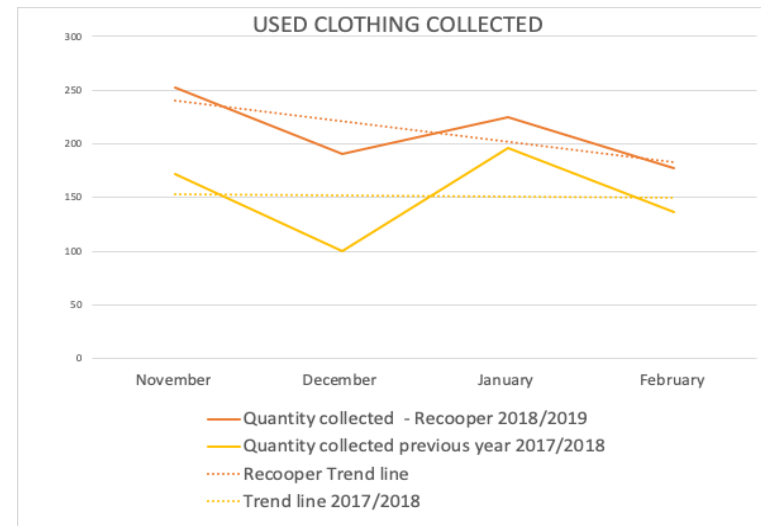 USED CLOTHING COLLECTED
300
250
200
150
100
50
0
November December January February
Quantity collected - Recooper 2018/2019
Quantity collected previous year 2017/2018
Recooper Trend line
Trend line 2017/2018